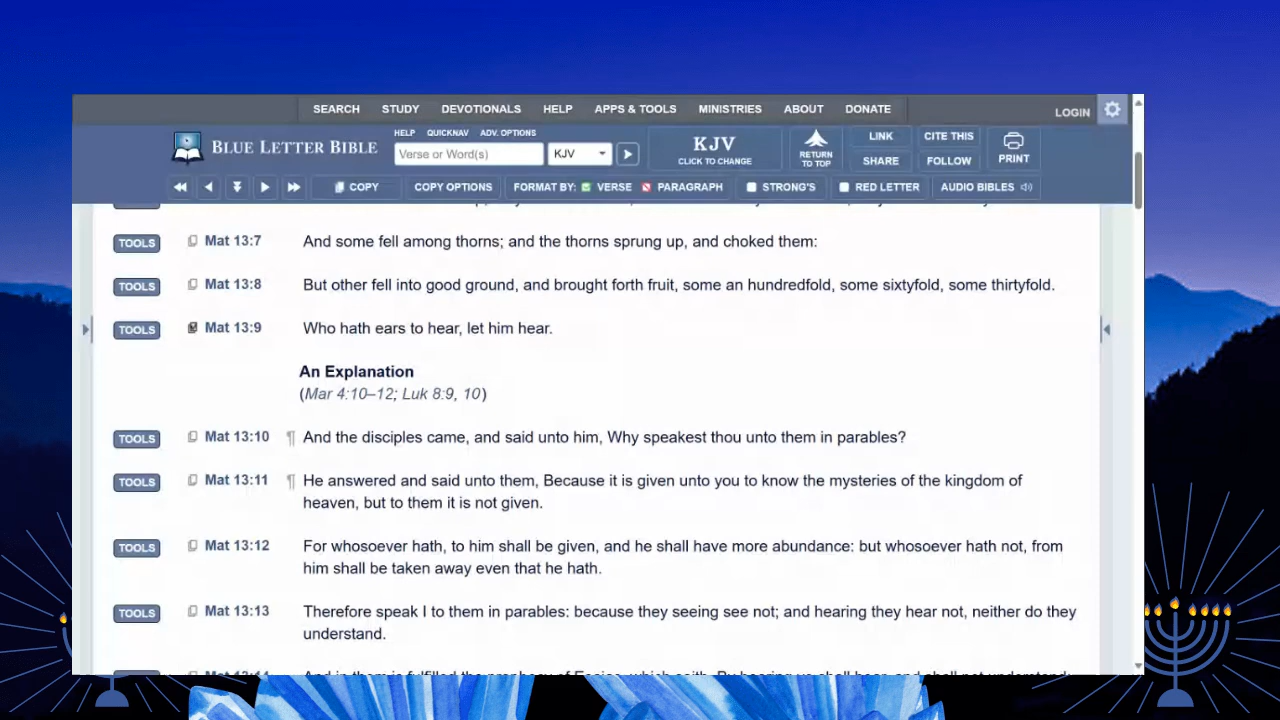 SEARCH STUDY DEVOTIONALS HELP APPS & TOOLS MINISTRIES ABOUT DONATE LOGIN
HELP QUICKNAV ADV. OPTIONS
BLUE LETTER BIBLE
Verse or Word(s)
KJV
KJV
CLICK TO CHANGE
RETURN
TO TOP
LINK
CITE THIS
SHARE
FOLLOW
PRINT
COPY COPY OPTIONS FORMAT BY: VERSE PARAGRAPH STRONG'S RED LETTER AUDIO BIBLES
TOOLS Mat 13:7 And some fell among thorns; and the thorns sprung up, and choked them:
TOOLS Mat 13:8 But other fell into good ground, and brought forth fruit, some an hundredfold, some sixtyfold, some thirtyfold.
TOOLS Mat 13:9 Who hath ears to hear, let him hear.
An Explanation
(Mar 4:10–12; Luk 8:9, 10)
TOOLS Mat 13:10 ¶ And the disciples came, and said unto him, Why speakest thou unto them in parables?
TOOLS Mat 13:11 ¶ He answered and said unto them, Because it is given unto you to know the mysteries of the kingdom of
heaven, but to them it is not given.
TOOLS Mat 13:12 For whosoever hath, to him shall be given, and he shall have more abundance: but whosoever hath not, from
him shall be taken away even that he hath.
TOOLS Mat 13:13 Therefore speak I to them in parables: because they seeing see not; and hearing they hear not, neither do they
understand.